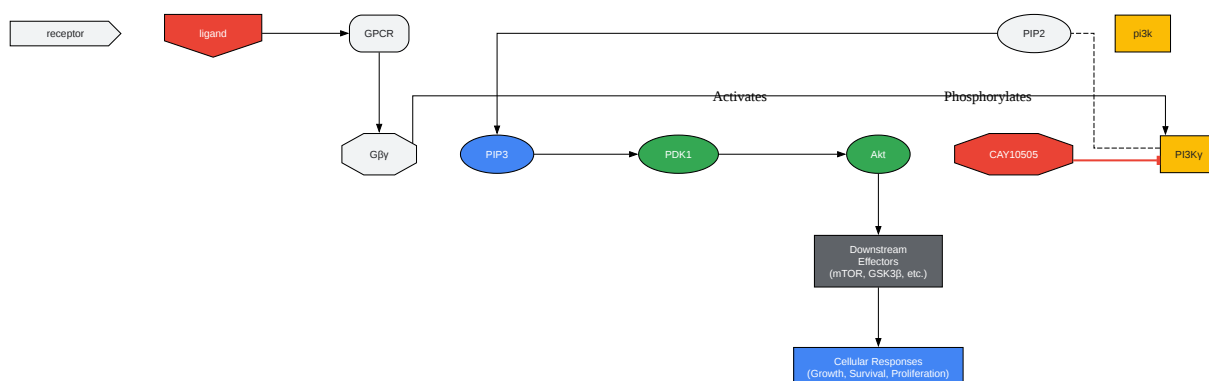 receptor
ligand
GPCR
PIP2
pi3k
Activates
Phosphorylates
Gβγ
PIP3
PDK1
Akt
CAY10505
PI3Kγ
Downstream
Effectors
(mTOR, GSK3β, etc.)
Cellular Responses
(Growth, Survival, Proliferation)